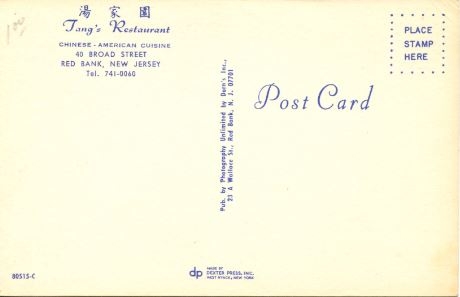 湯家園
Tang's Restaurant
CHINESE-AMERICAN CUISINE
40 BROAD STREET
RED BANK, NEW JERSEY
Tel. 741-0060
PLACE
STAMP
HERE
Post Card
Pub. by Photography Unlimited by Dorn's Inc.,
23 A Wallace St., Red Bank, N. J. 07701
80515-C
dp
MADE BY
DEXTER PRESS, INC.
WEST NYACK, NEW YORK